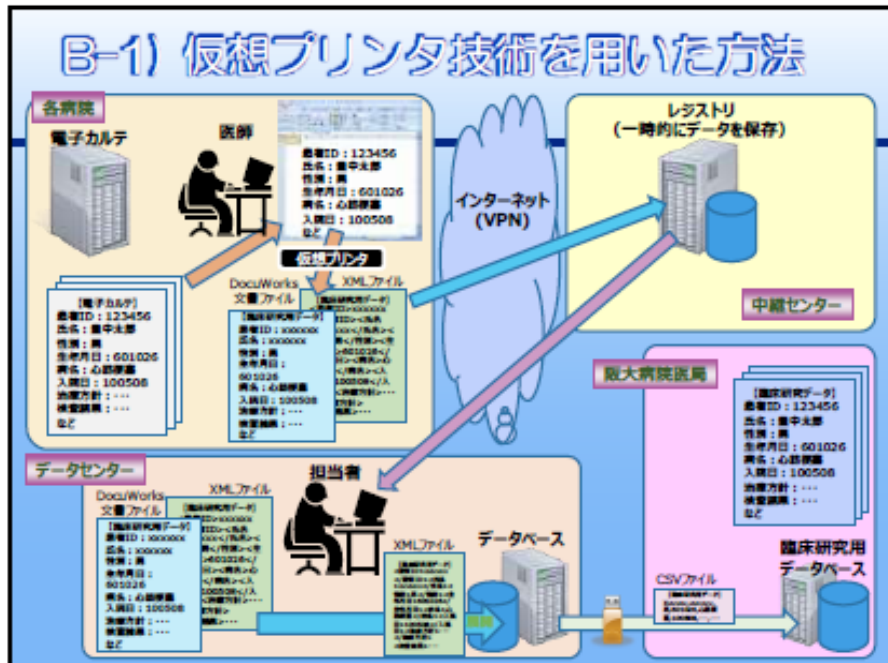 B-1) 仮想プリンタ技術を用いた方法
各病院
電子カルテ
医師
患者ID：123456
氏名：豊中太郎
性別：男
生年月日：601026
病名：心筋梗塞
入院日：100508
など
仮想プリンタ
【電子カルテ】
患者ID：123456
氏名：豊中太郎
性別：男
生年月日：601026
病名：心筋梗塞
入院日：100508
治療方針：･･･
検査結果：･･･
など
DocuWorks
文書ファイル
【臨床研究用データ】
患者ID：xxxxxxx
氏名：xxxxxx
性別：男
生年月日：
601026
病名：心筋梗塞
入院日：100508
治療方針：･･･
検査結果：･･･
など
XMLファイル
【臨床研究用データ】
インターネット
(VPN)
レジストリ
(一時的にデータを保存)
中継センター
データセンター
DocuWorks
文書ファイル
【臨床研究用データ】
患者ID：xxxxxxx
氏名：xxxxxx
性別：男
生年月日：
601026
病名：心筋梗塞
入院日：100508
治療方針：･･･
検査結果：･･･
など
XMLファイル
【臨床研究用データ】
担当者
XMLファイル
データベース
阪大病院医局
【臨床研究データ】
患者ID：123456
氏名：豊中太郎
性別：男
生年月日：601026
病名：心筋梗塞
入院日：100508
治療方針：･･･
検査結果：･･･
など
CSVファイル
臨床研究用
データベース